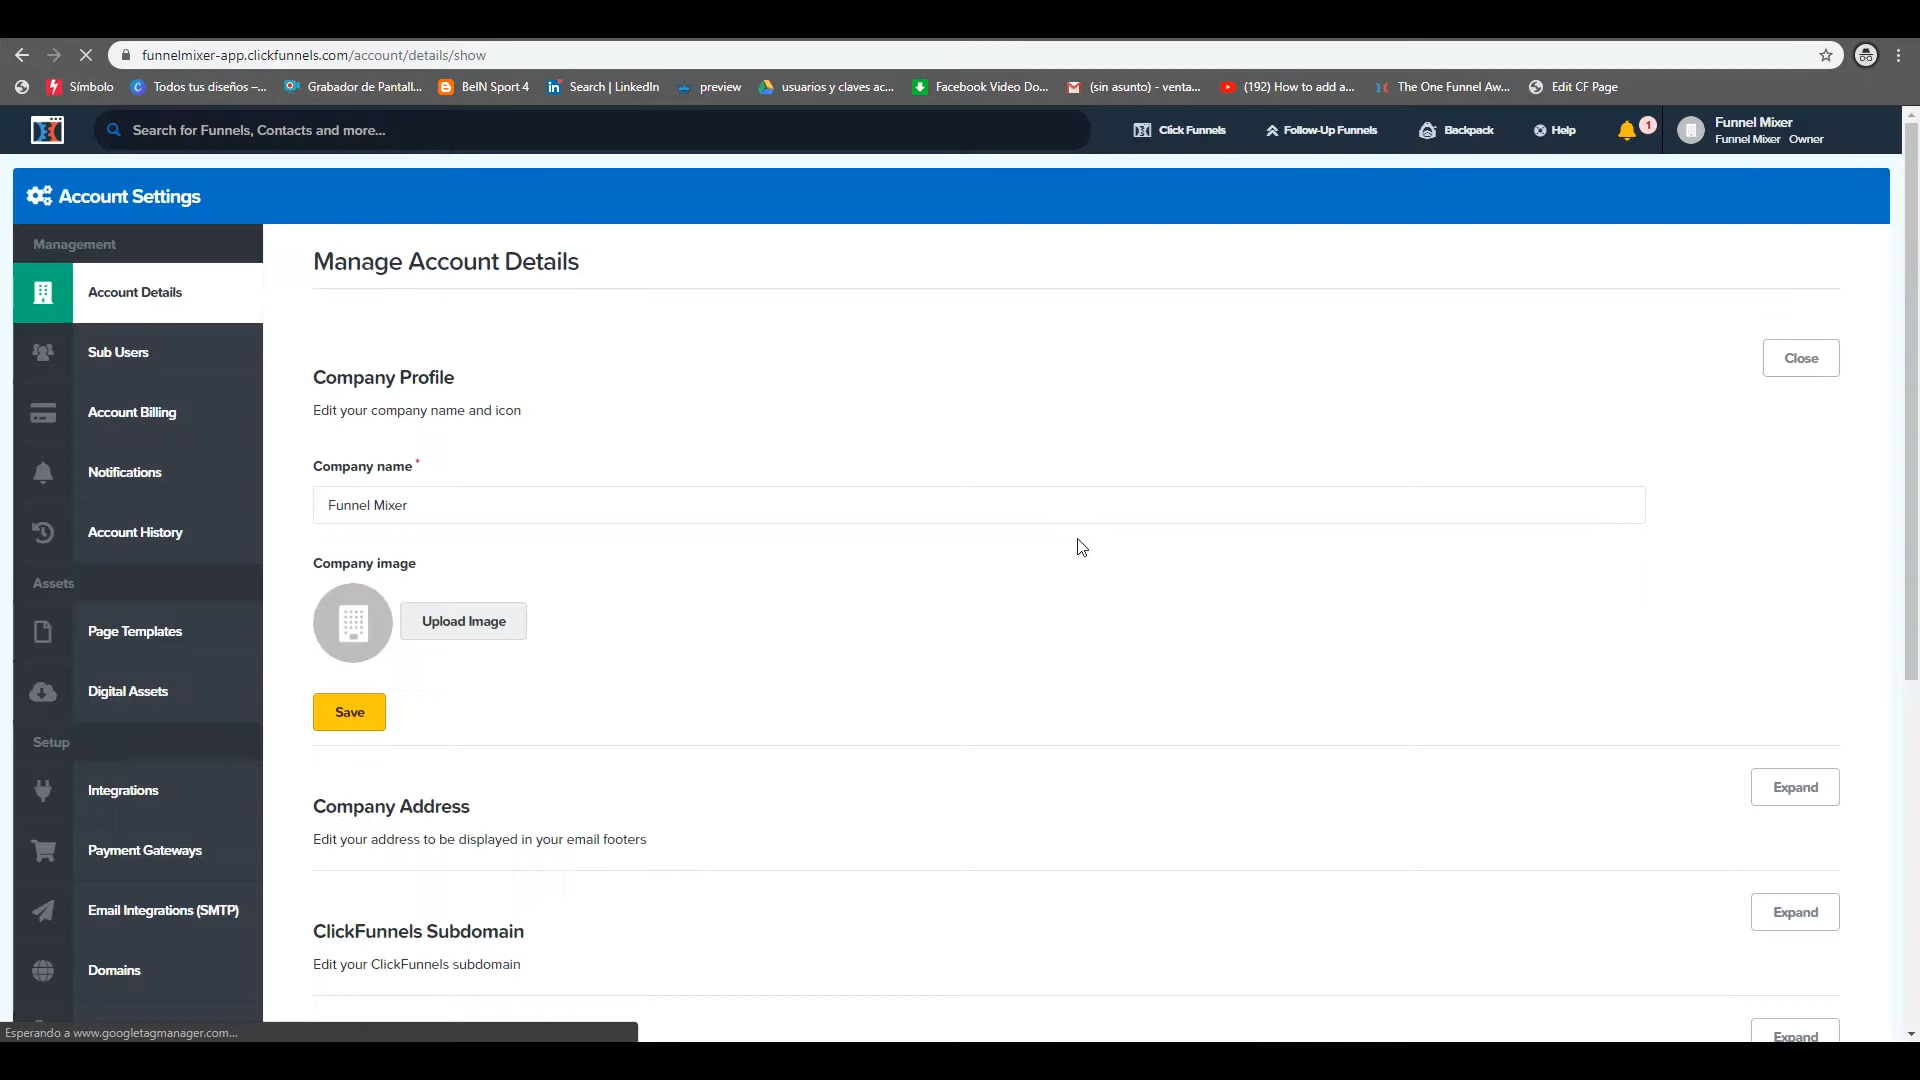 funnelmixer-app.clickfunnels.com/account/details/show
Símbolo
Todos tus diseños –...
Grabador de Pantall...
BeIN Sport 4
Search | LinkedIn
preview
usuarios y claves ac...
Facebook Video Do...
(sin asunto) - venta...
(192) How to add a...
The One Funnel Aw...
Edit CF Page
Search for Funnels, Contacts and more...
Click Funnels
Follow-Up Funnels
Backpack
Help
1
Funnel Mixer
Funnel Mixer Owner
Account Settings
Management
Account Details
Sub Users
Account Billing
Notifications
Account History
Assets
Page Templates
Digital Assets
Setup
Integrations
Payment Gateways
Email Integrations (SMTP)
Domains
Manage Account Details
Close
Company Profile
Edit your company name and icon
Company name *
Funnel Mixer
Company image
Upload Image
Save
Expand
Company Address
Edit your address to be displayed in your email footers
Expand
ClickFunnels Subdomain
Edit your ClickFunnels subdomain
Expand
Esperando a www.googletagmanager.com...